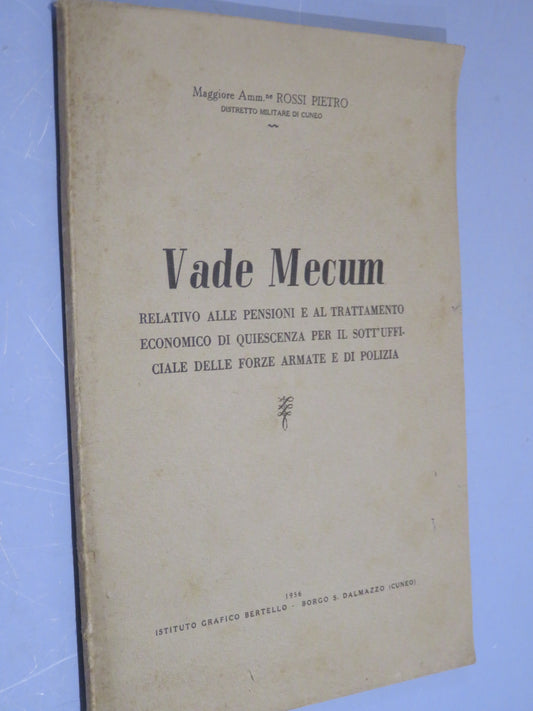 Maggiore Amm.ne ROSSI PIETRO
DISTRETTO MILITARE DI CUNEO
Vade Mecum
RELATIVO ALLE PENSIONI E AL TRATTAMENTO
ECONOMICO DI QUIESCENZA PER IL SOTT'UFFI-
CIALE DELLE FORZE ARMATE E DI POLIZIA
1956
ISTITUTO GRAFICO BERTELLO - BORGO S. DALMAZZO (CUNEO)